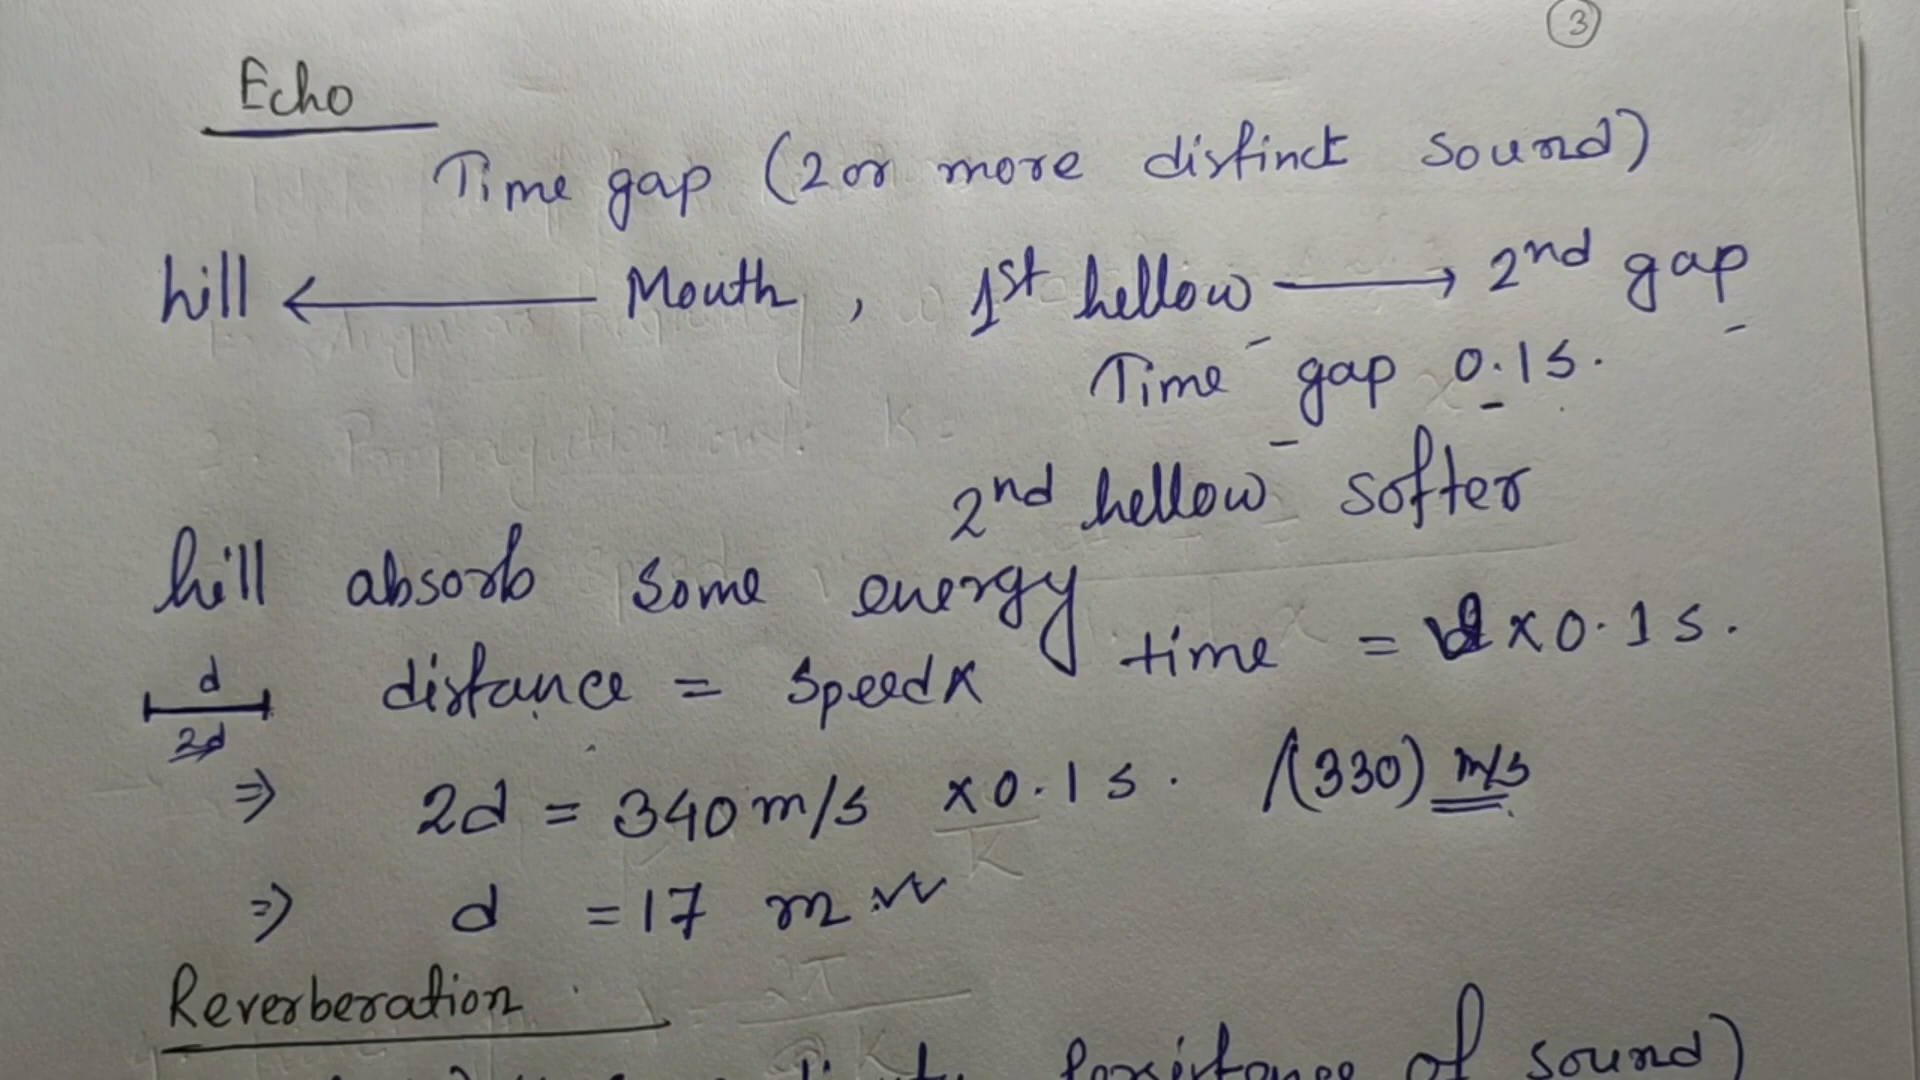 3
Echo
Time gap (2 or more distinct sound)
hill ← Mouth, 1st hellow → 2nd gap
Time gap 0.1s.
2nd hellow softer
hill absorb some energy
d
2d
distance = speed x time = x 0.1 s.
⇒ 2d = 340 m/s x 0.1 s. (330) m/s
⇒ d = 17 m
Reverberation
Persistance of sound)